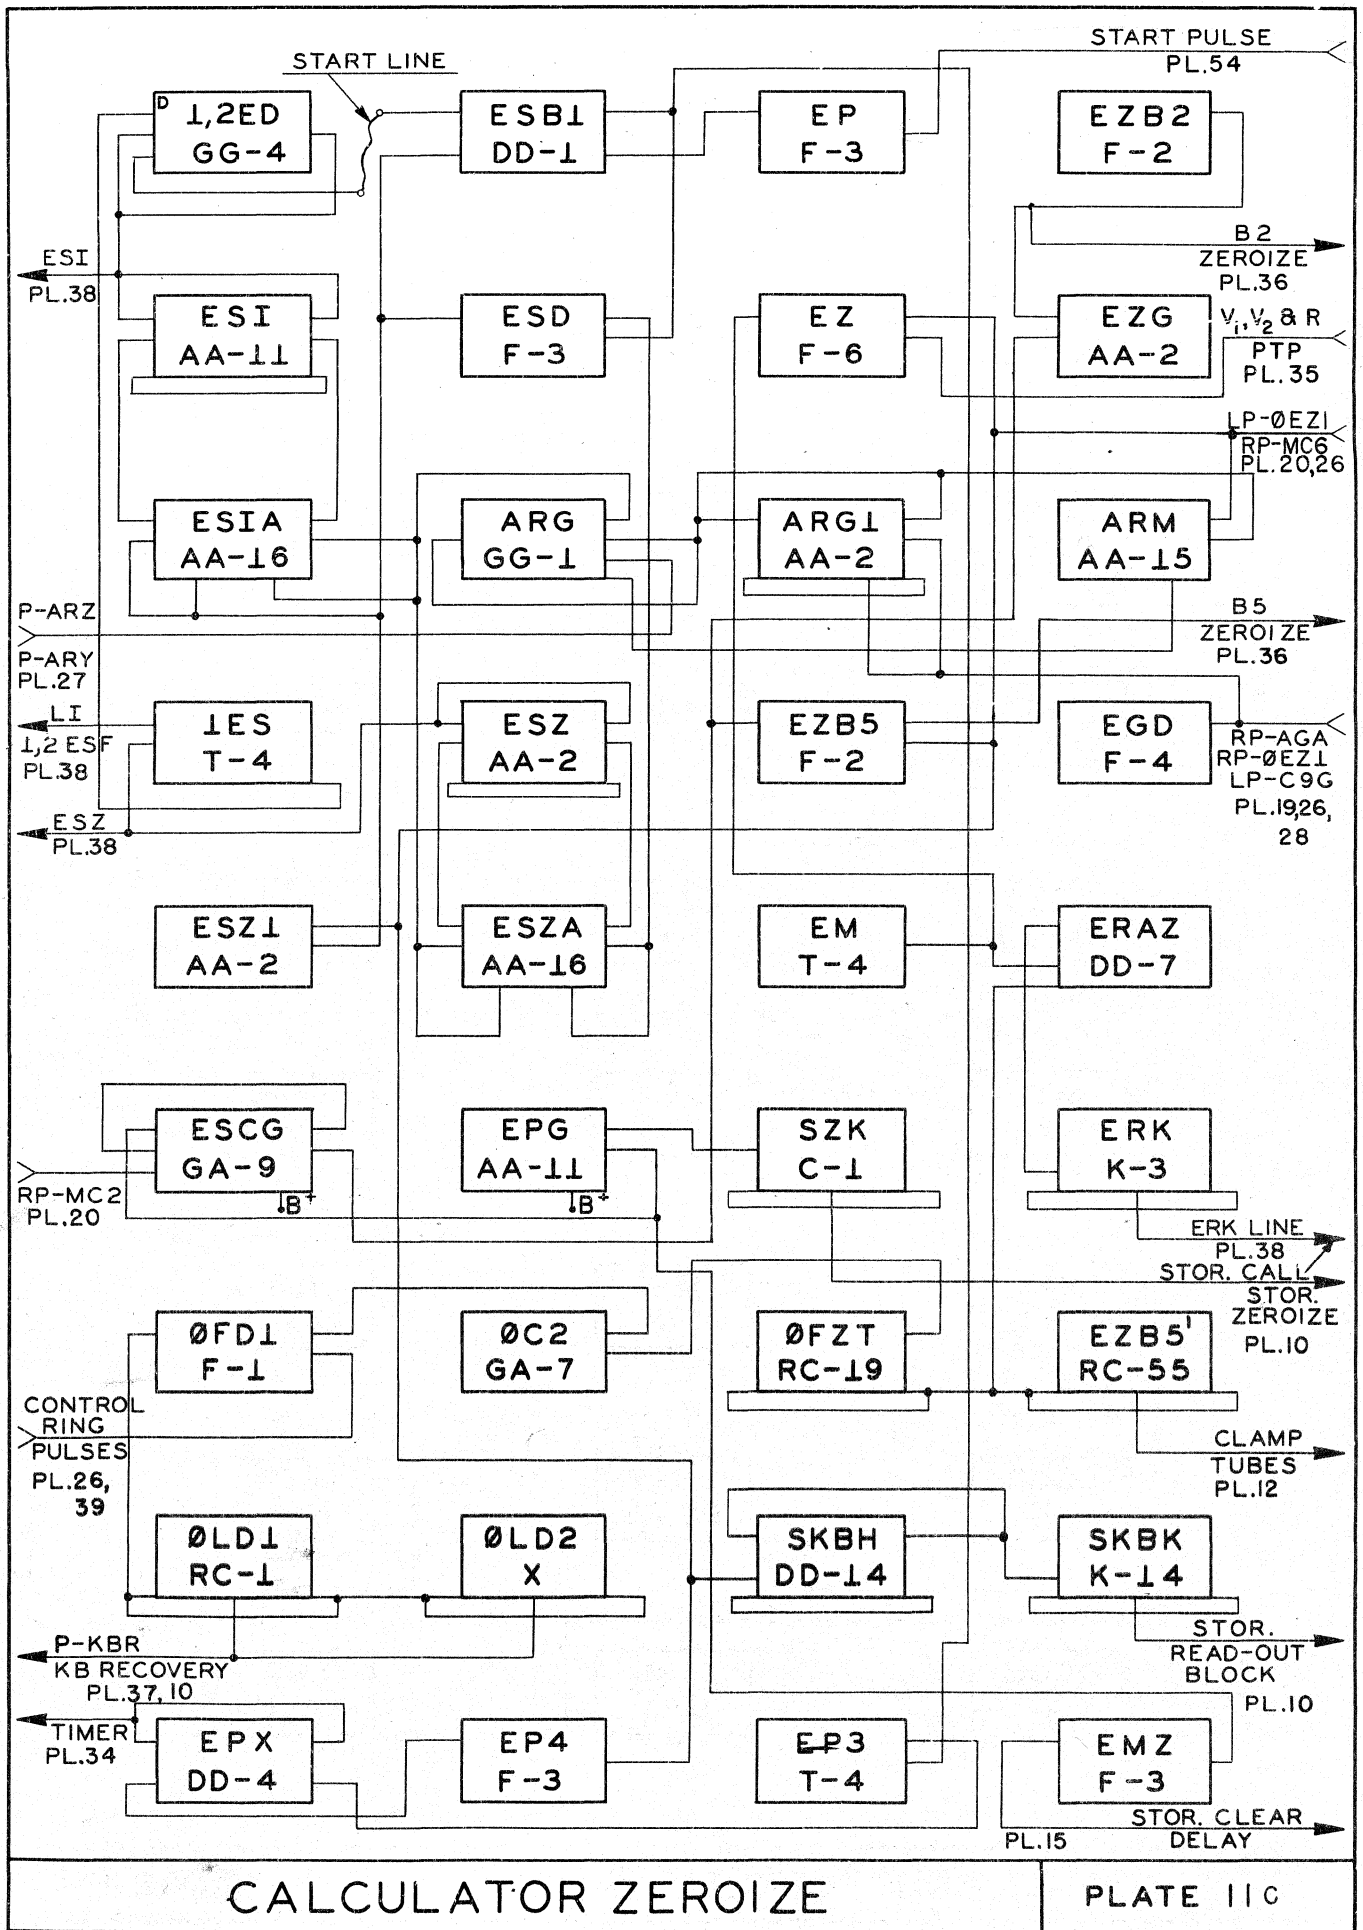 START PULSE
PL.54
START LINE
D
1,2ED
GG-4
ESB1
DD-1
EP
F-3
EZB2
F-2
B2
ZEROIZE
PL.36
ESI
PL.38
ESI
AA-11
ESD
F-3
EZ
F-6
EZG
AA-2
V1,V2 & R
PTP
PL.35
LP-ØEZ1
RP-MC6
PL.20,26
ESIA
AA-16
ARG
GG-1
ARG1
AA-2
ARM
AA-15
P-ARZ
P-ARY
PL.27
B5
ZEROIZE
PL.36
LI
1,2 ESF
PL.38
1ES
T-4
ESZ
AA-2
EZB5
F-2
EGD
F-4
RP-AGA
RP-ØEZ1
LP-C9G
PL.19,26,
28
ESZ
PL.38
ESZ1
AA-2
ESZA
AA-16
EM
T-4
ERAZ
DD-7
ESCG
GA-9
B+
EPG
AA-11
B+
SZK
C-1
ERK
K-3
RP-MC2
PL.20
ERK LINE
PL.38
STOR. CALL
STOR.
ZEROIZE
PL.10
ØFD1
F-1
ØC2
GA-7
ØFZT
RC-19
EZB5'
RC-55
CONTROL
RING
PULSES
PL.26,
39
CLAMP
TUBES
PL.12
ØLD1
RC-1
ØLD2
X
SKBH
DD-14
SKBK
K-14
P-KBR
KB RECOVERY
PL.37,10
STOR.
READ-OUT
BLOCK
PL.10
TIMER
PL.34
EPX
DD-4
EP4
F-3
EP3
T-4
EMZ
F-3
PL.15
STOR. CLEAR
DELAY
CALCULATOR ZEROIZE
PLATE 11C